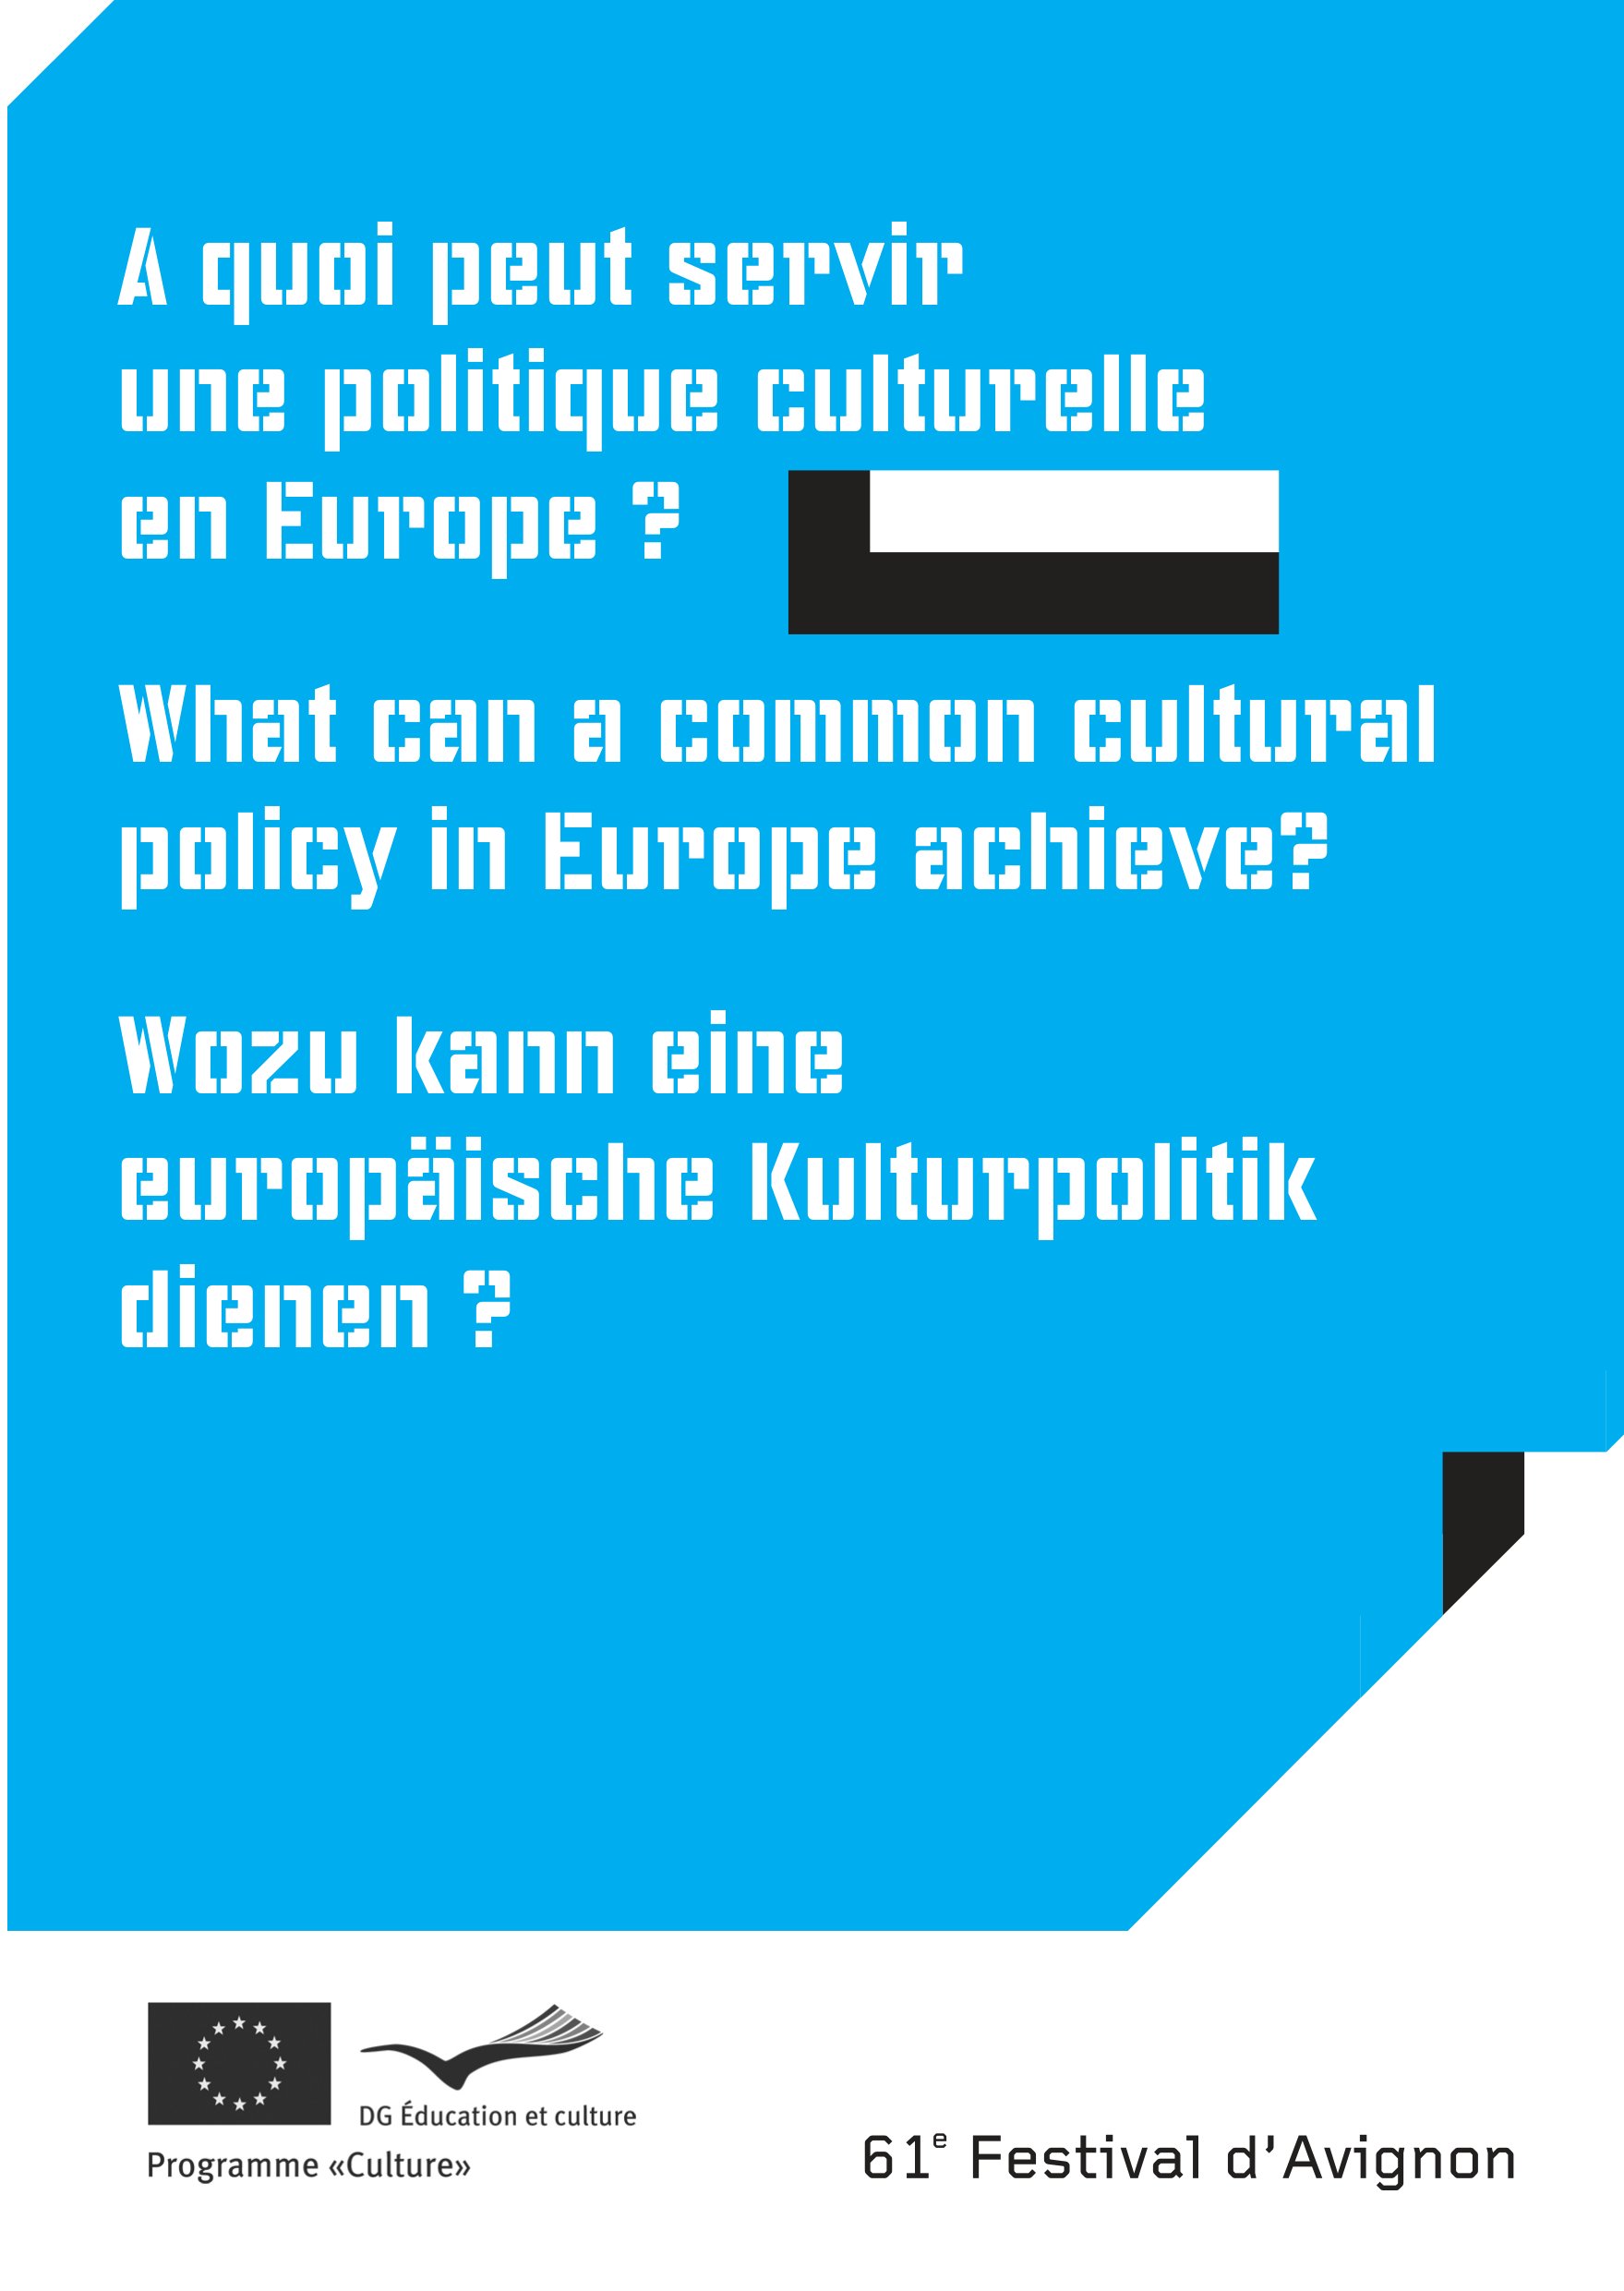 A quoi peut servir
une politique culturelle
en Europe ?
What can a common cultural
policy in Europe achieve?
Wozu kann eine
europäische Kulturpolitik
dienen ?
DG Éducation et culture
Programme «Culture»
61e Festival d’Avignon